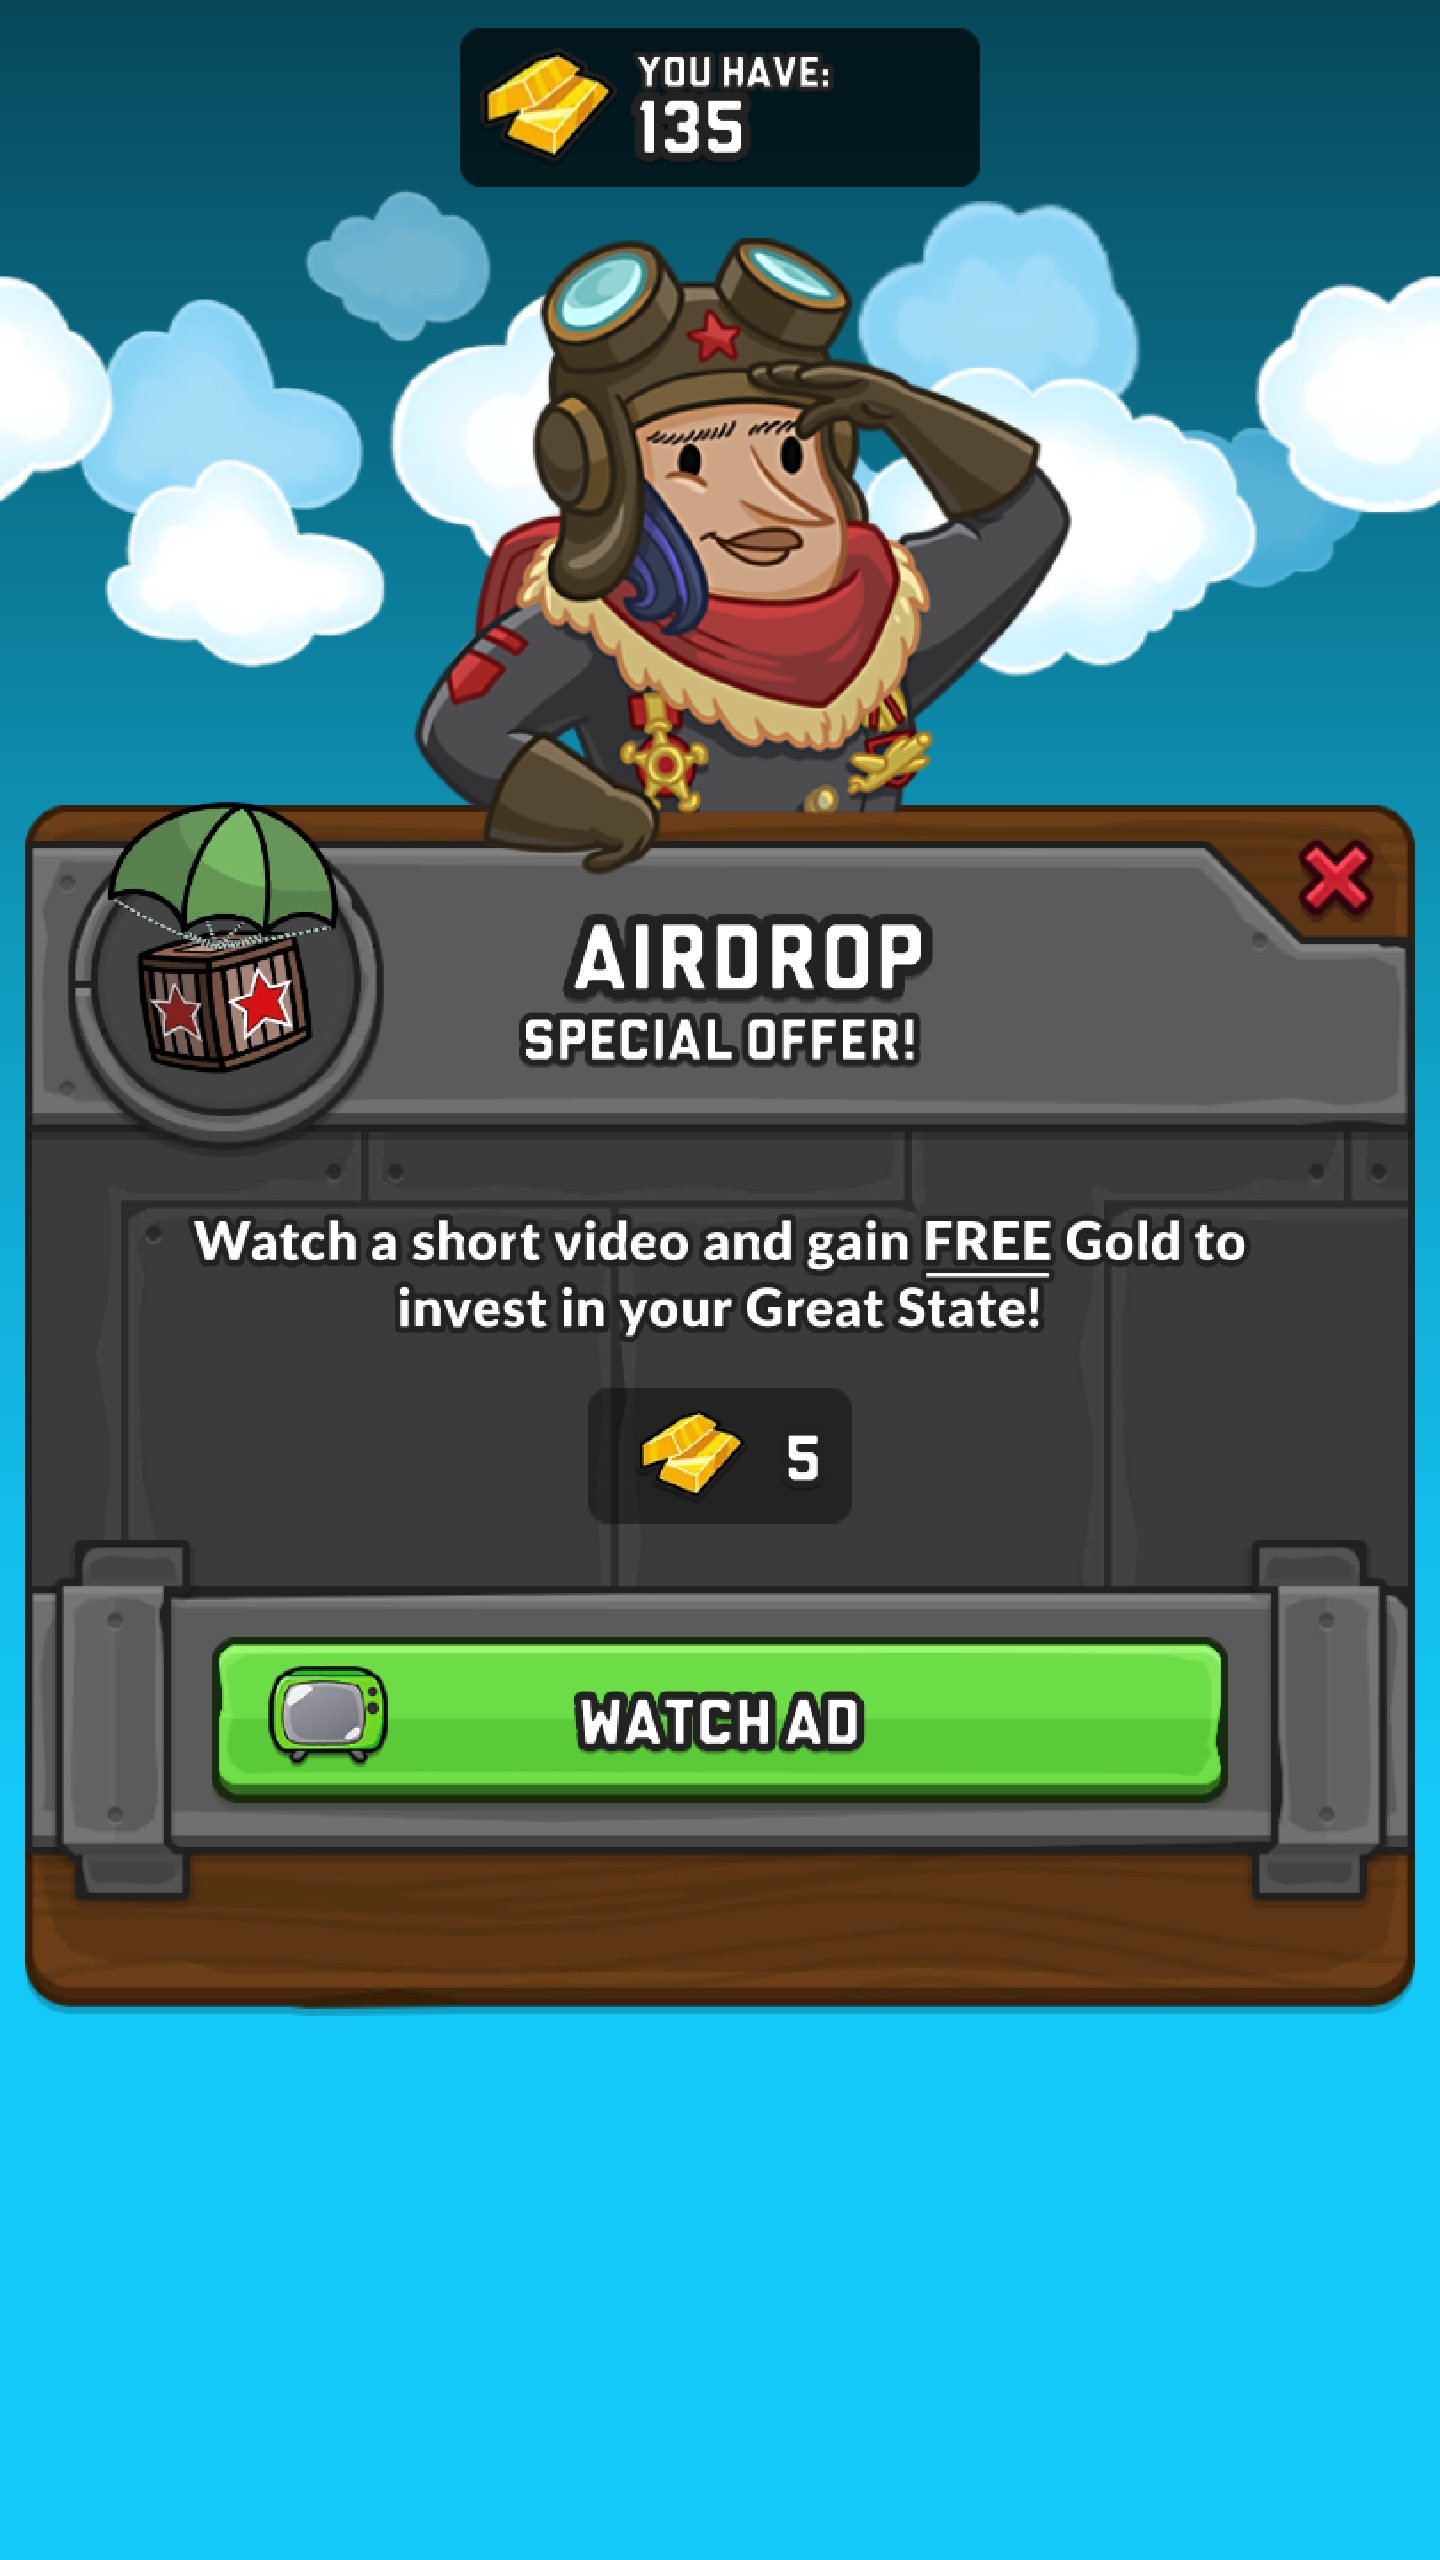 YOU HAVE:
135
AIRDROP
SPECIAL OFFER!
Watch a short video and gain FREE Gold to
invest in your Great State!
5
WATCH AD